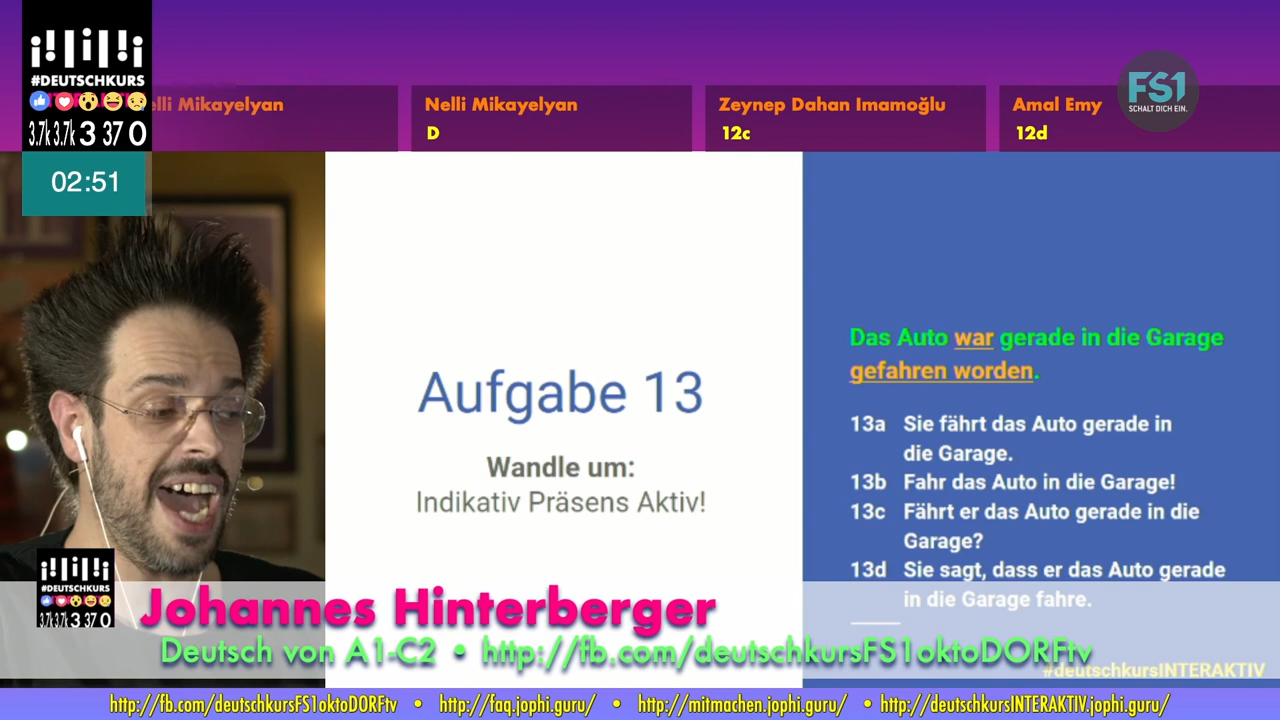 #DEUTSCHKURS
3.7k 3.7k 3 37 0
02:51
elli Mikayelyan
Nelli Mikayelyan
D
Zeynep Dahan Imamoğlu
12c
Amal Emy
12d
FS1
SCHALT DICH EIN.
Aufgabe 13
Wandle um:
Indikativ Präsens Aktiv!
Das Auto war gerade in die Garage
gefahren worden.
13a Sie fährt das Auto gerade in
die Garage.
13b Fahr das Auto in die Garage!
13c Fährt er das Auto gerade in die
Garage?
13d Sie sagt, dass er das Auto gerade
in die Garage fahre.
#deutschkursINTERAKTIV
#DEUTSCHKURS
3.7k 3.7k 3 37 0
Johannes Hinterberger
Deutsch von A1-C2 • http://fb.com/deutschkursFS1oktoDORFtv
http://fb.com/deutschkursFS1oktoDORFtv • http://faq.jophi.guru/ • http://mitmachen.jophi.guru/ • http://deutschkursINTERAKTIV.jophi.guru/